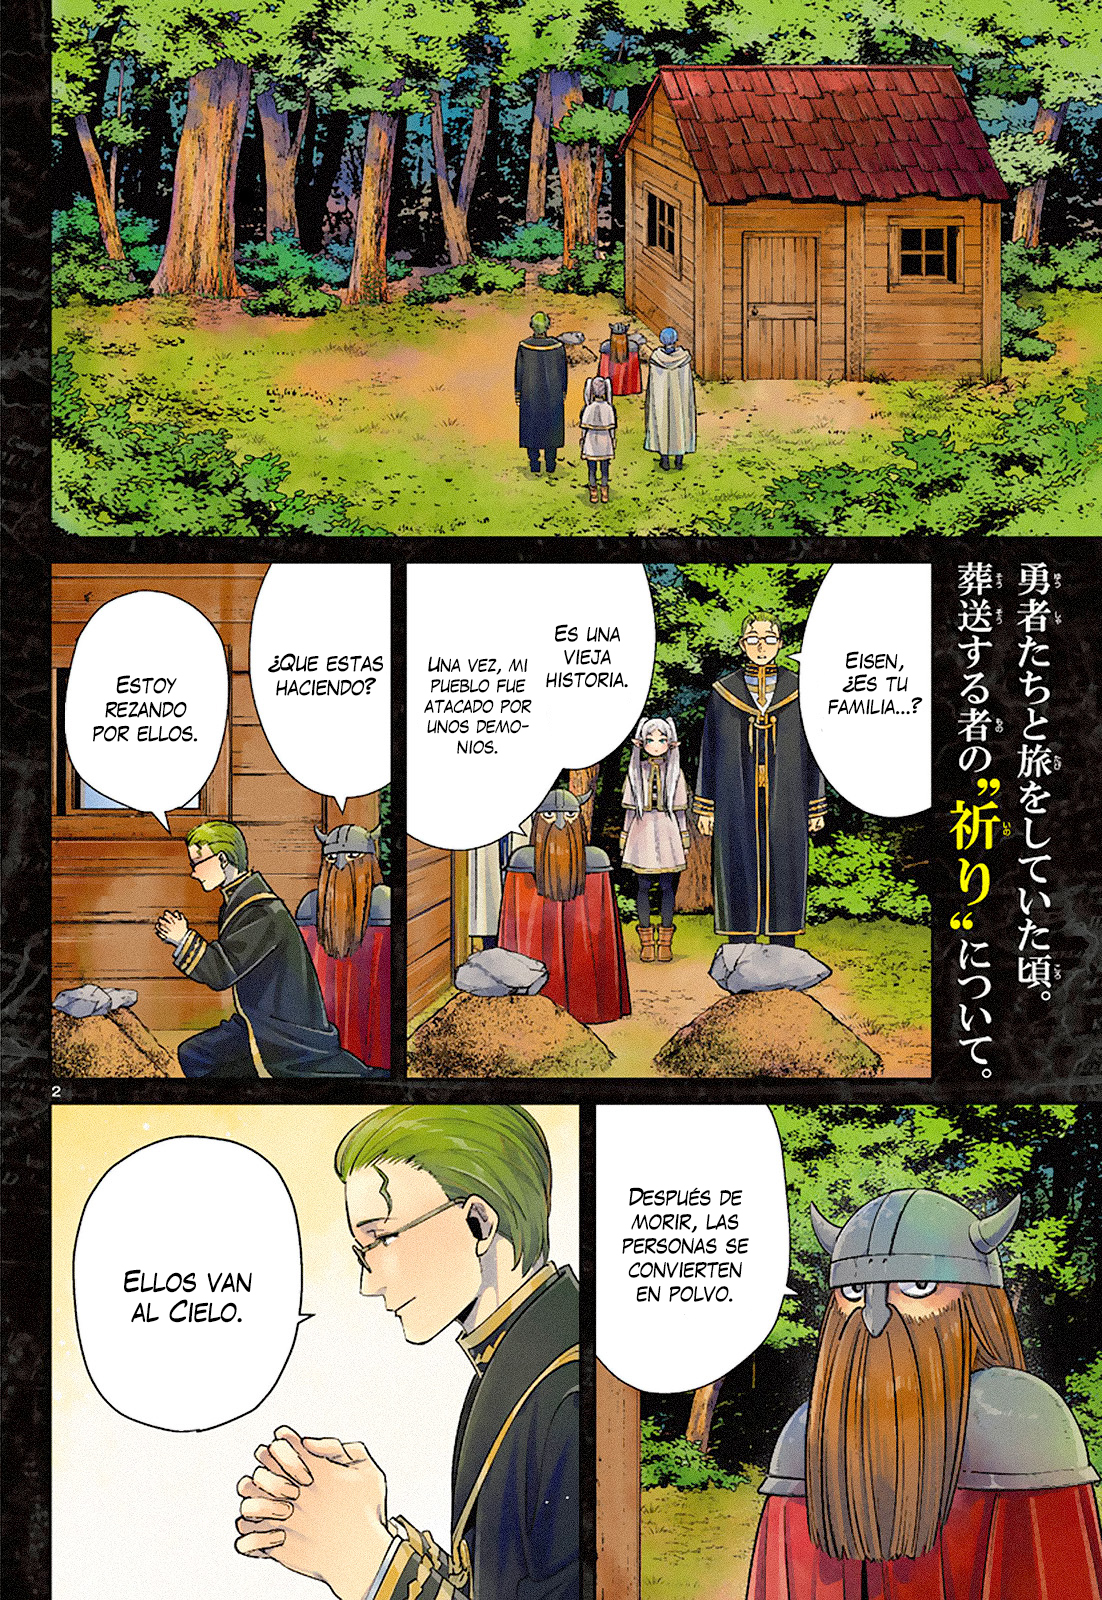 勇者たちと旅をしていた頃。
葬送する者の”祈り“について。
EISEN,
¿ES TU
FAMILIA...?
ES UNA
VIEJA
HISTORIA.
UNA VEZ, MI
PUEBLO FUE
ATACADO POR
UNOS DEMO-
NIOS.
¿QUE ESTAS
HACIENDO?
ESTOY
REZANDO
POR ELLOS.
2
DESPUÉS DE
MORIR, LAS
PERSONAS SE
CONVIERTEN
EN POLVO.
ELLOS VAN
AL CIELO.